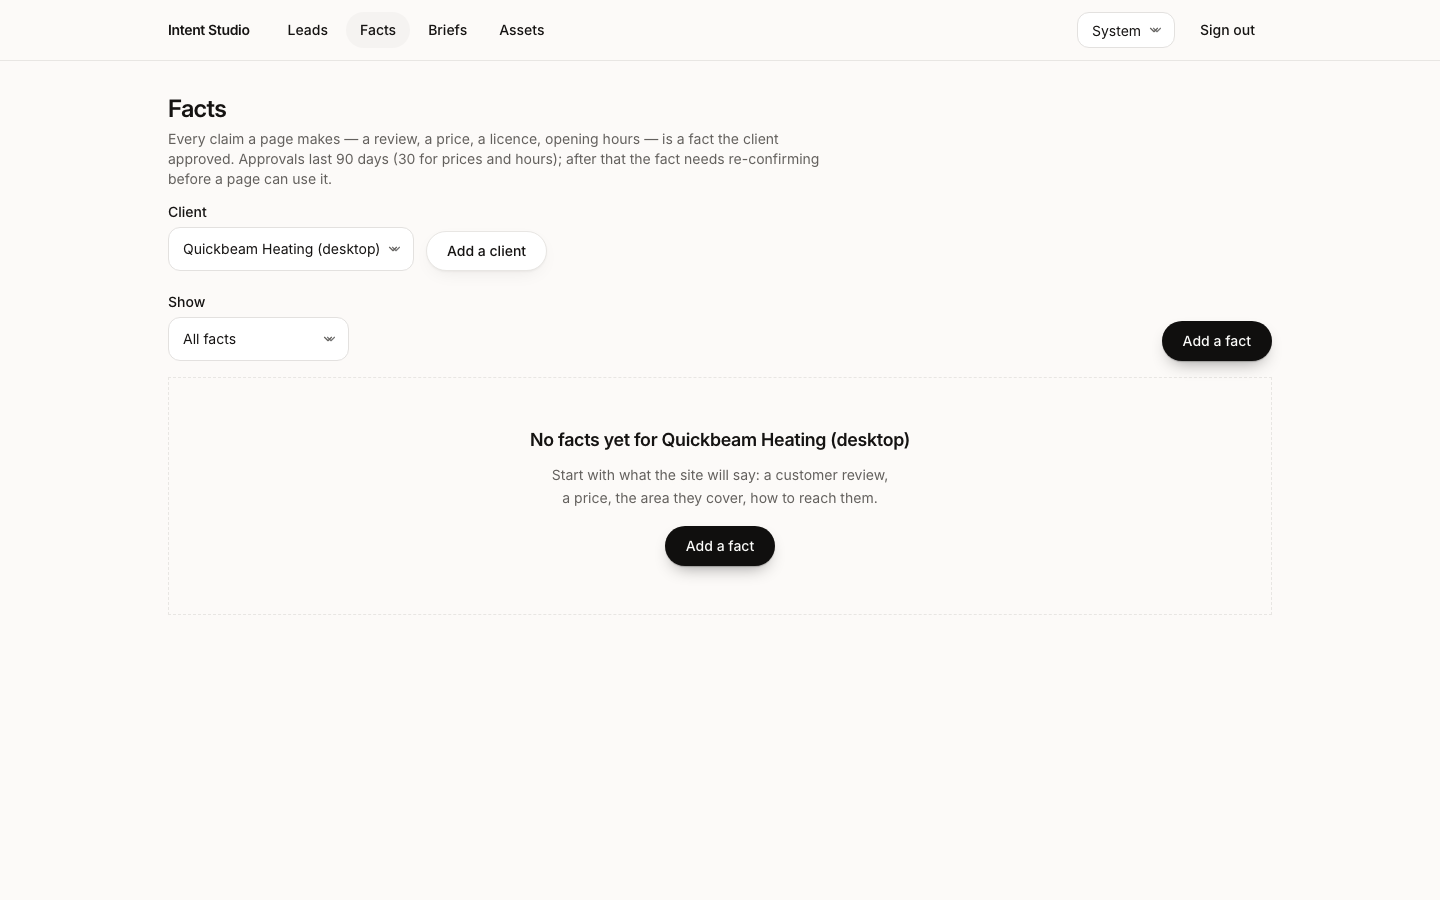 Intent Studio Leads Facts Briefs Assets System Sign out
Facts
Every claim a page makes — a review, a price, a licence, opening hours — is a fact the client
approved. Approvals last 90 days (30 for prices and hours); after that the fact needs re-confirming
before a page can use it.
Client
Quickbeam Heating (desktop) Add a client
Show
All facts Add a fact
No facts yet for Quickbeam Heating (desktop)
Start with what the site will say: a customer review,
a price, the area they cover, how to reach them.
Add a fact